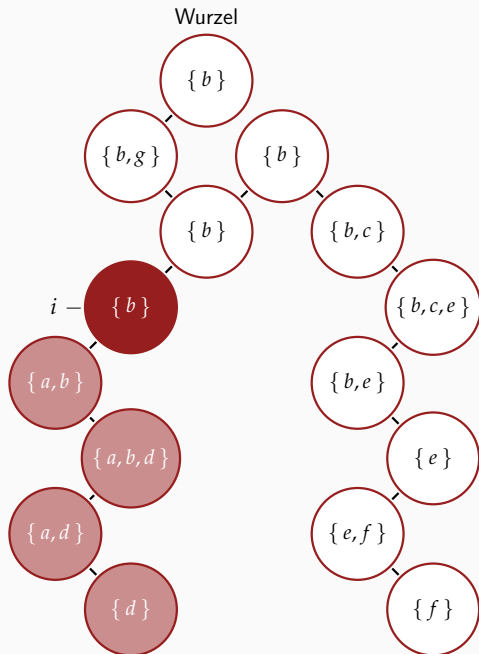 Wurzel
{ b }
{ b, g } { b }
{ b } { b, c }
i – { b } { b, c, e }
{ a, b } { b, e }
{ a, b, d } { e }
{ a, d } { e, f }
{ d } { f }